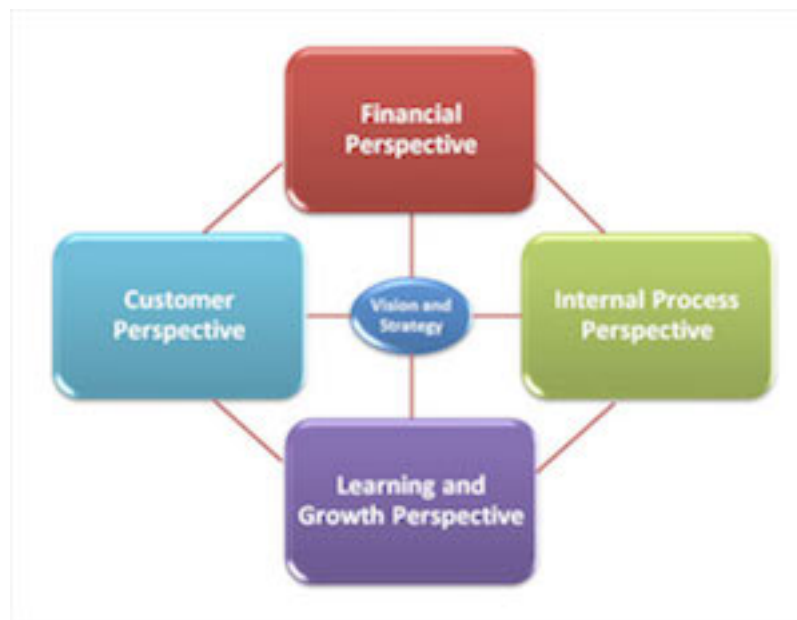 Financial
Perspective
Customer
Perspective
Vision and
Strategy
Internal Process
Perspective
Learning and
Growth Perspective